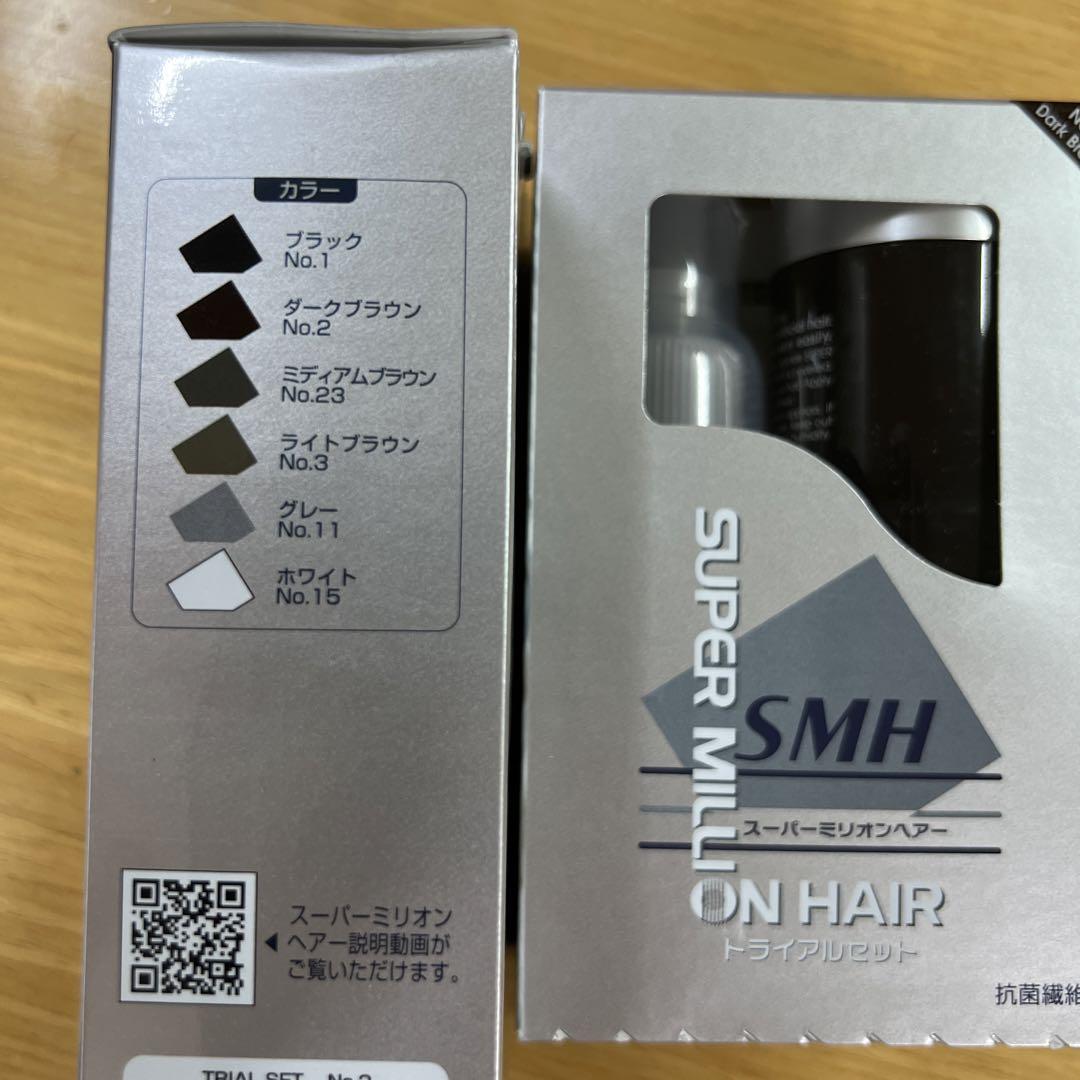 カラー
ブラック
No.1
ダークブラウン
No.2
ミディアムブラウン
No.23
ライトブラウン
No.3
グレー
No.11
ホワイト
No.15
スーパーミリオン
ヘアー説明動画が
ご覧いただけます。
TRIAL SET No.2
Dark
SUPER MILLION HAIR
SMH
スーパーミリオンヘアー
トライアルセット
抗菌繊維